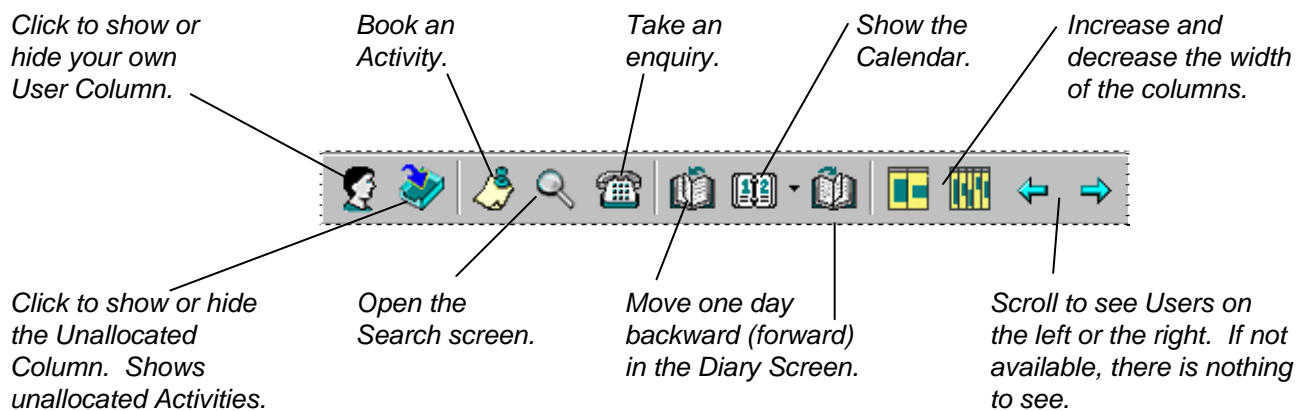 Click to show or
hide your own
User Column.
Book an
Activity.
Take an
enquiry.
Show the
Calendar.
Increase and
decrease the width
of the columns.
1 2
Click to show or hide
the Unallocated
Column.  Shows
unallocated Activities.
Open the
Search screen.
Move one day
backward (forward)
in the Diary Screen.
Scroll to see Users on
the left or the right.  If not
available, there is nothing
to see.